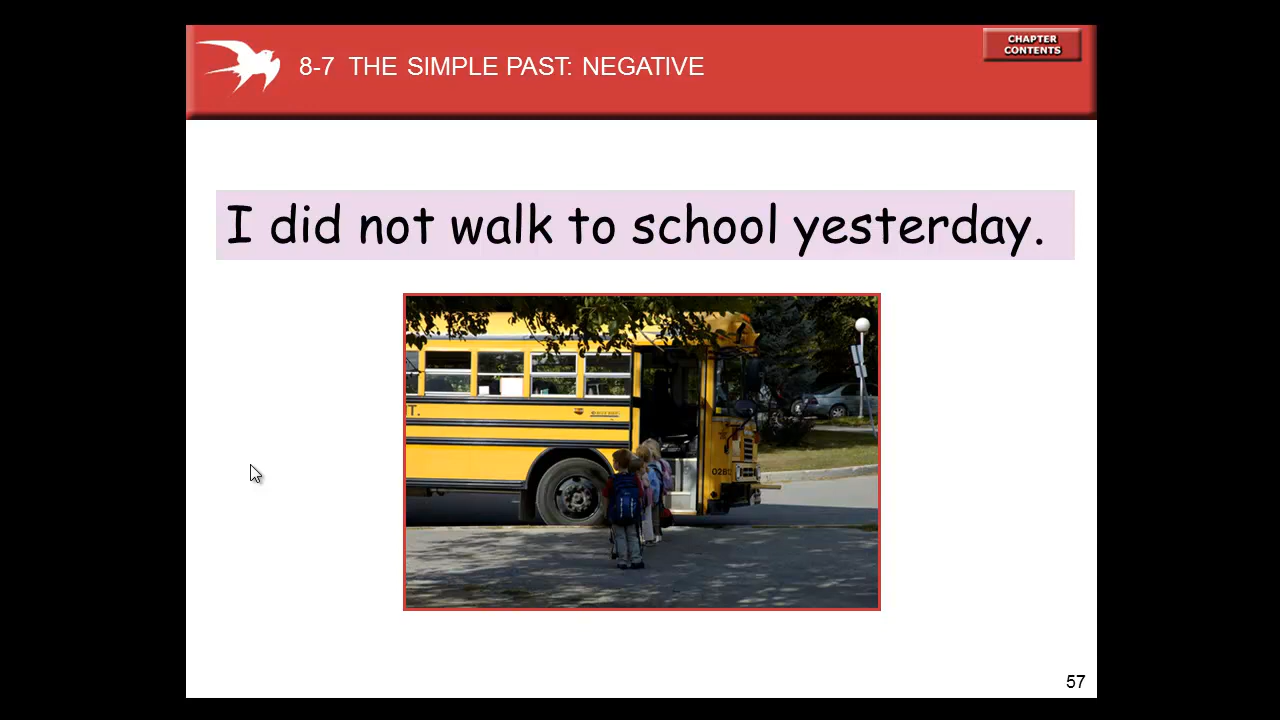 CHAPTER
CONTENTS
8-7 THE SIMPLE PAST: NEGATIVE
I did not walk to school yesterday.
T.
57